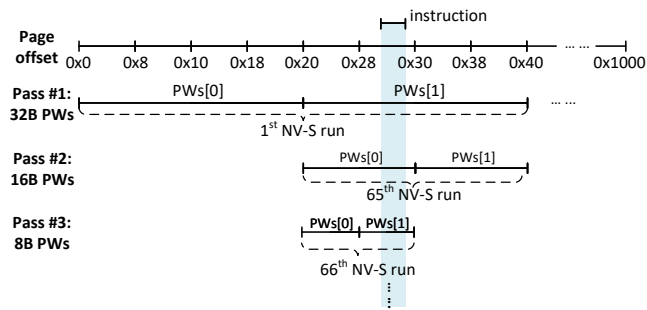 instruction
Page
offset
0x0 0x8 0x10 0x18 0x20 0x28 0x30 0x38 0x40 ... ... 0x1000
Pass #1:
32B PWs
PWs[0] PWs[1] ... ...
1st NV-S run
Pass #2:
16B PWs
PWs[0] PWs[1]
65th NV-S run
Pass #3:
8B PWs
PWs[0] PWs[1]
66th NV-S run